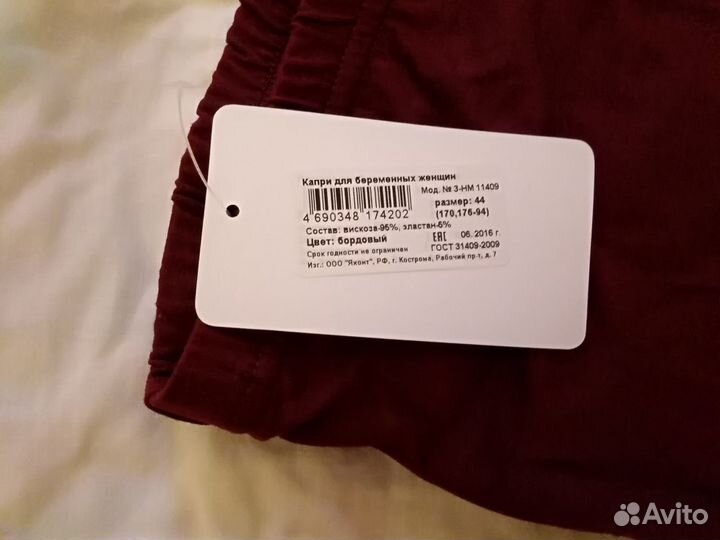 Капри для беременных женщин
Мод. № 3-НМ 11409
4 690348 174202
размер: 44
(170,176-94)
Состав: вискоза-95%, эластан-5%
Цвет: бордовый
EAC 06. 2016 г.
Срок годности не ограничен
ГОСТ 31409-2009
Изг.: ООО "Яхонт", РФ, г. Кострома, Рабочий пр-т, д. 7
Avito